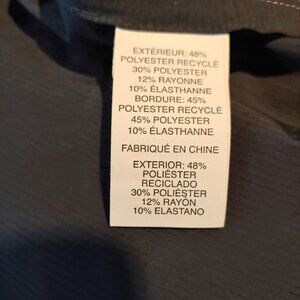 EXTÉRIEUR: 48%
POLYESTER RECYCLÉ
30% POLYESTER
12% RAYONNE
10% ÉLASTHANNE
BORDURE: 45%
POLYESTER RECYCLÉ
45% POLYESTER
10% ÉLASTHANNE
FABRIQUÉ EN CHINE
EXTERIOR: 48%
POLIÉSTER
RECICLADO
30% POLIÉSTER
12% RAYÓN
10% ELASTANO